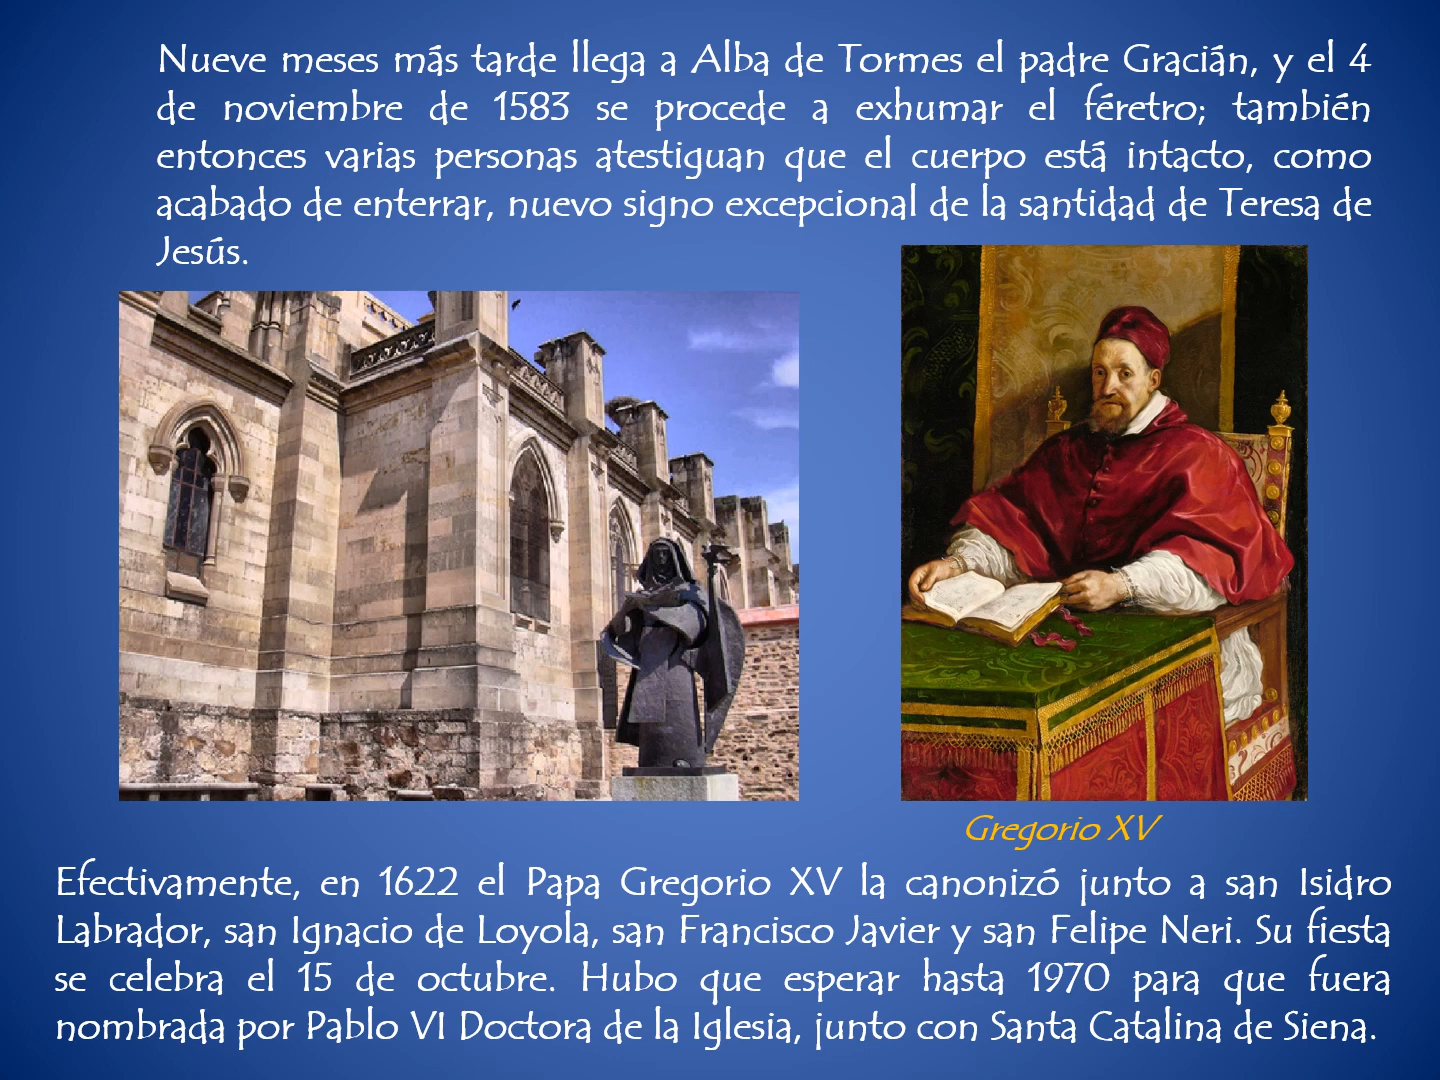 Nueve meses más tarde llega a Alba de Tormes el padre Gracián, y el 4
de noviembre de 1583 se procede a exhumar el féretro; también
entonces varias personas atestiguan que el cuerpo está intacto, como
acabado de enterrar, nuevo signo excepcional de la santidad de Teresa de
Jesús.
Gregorio XV
Efectivamente, en 1622 el Papa Gregorio XV la canonizó junto a san Isidro
Labrador, san Ignacio de Loyola, san Francisco Javier y san Felipe Neri. Su fiesta
se celebra el 15 de octubre. Hubo que esperar hasta 1970 para que fuera
nombrada por Pablo VI Doctora de la Iglesia, junto con Santa Catalina de Siena.